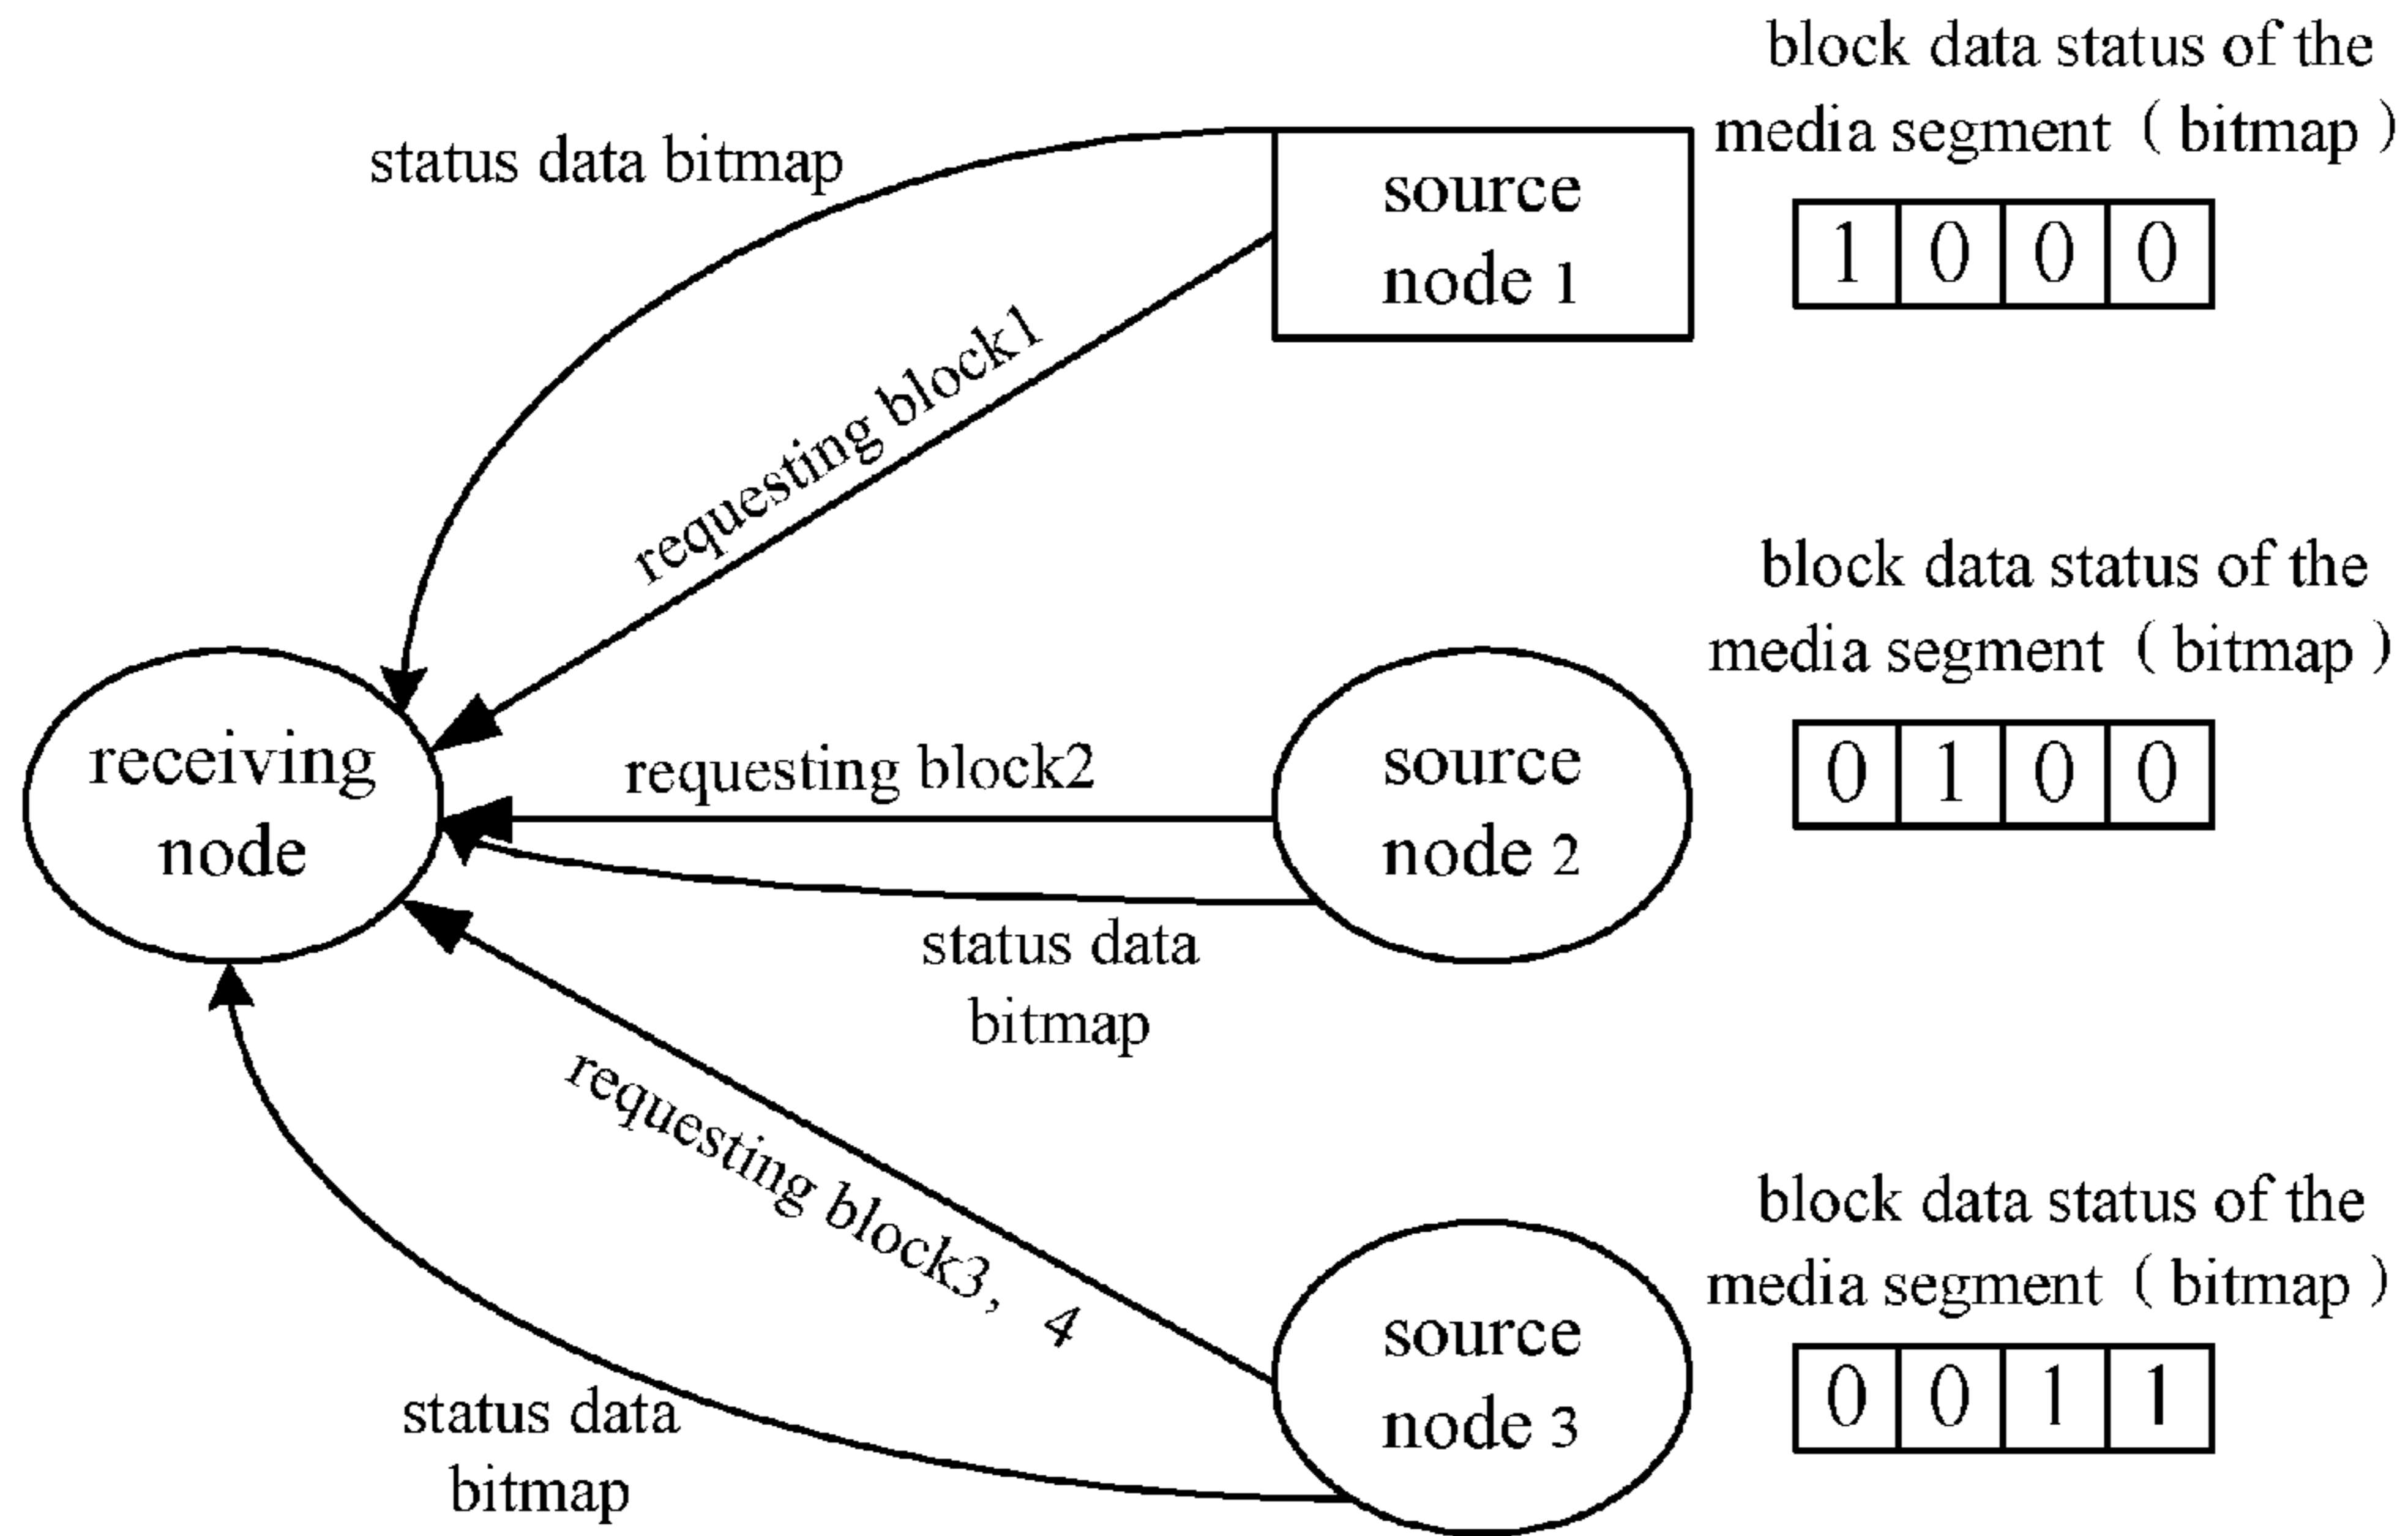 block data status of the
media segment ( bitmap )
status data bitmap
source
node 1
1 0 0 0
requesting block1
block data status of the
media segment ( bitmap )
receiving
node
requesting block2
source
node 2
0 1 0 0
status data
bitmap
requesting block3, 4
block data status of the
media segment ( bitmap )
source
node 3
0 0 1 1
status data
bitmap